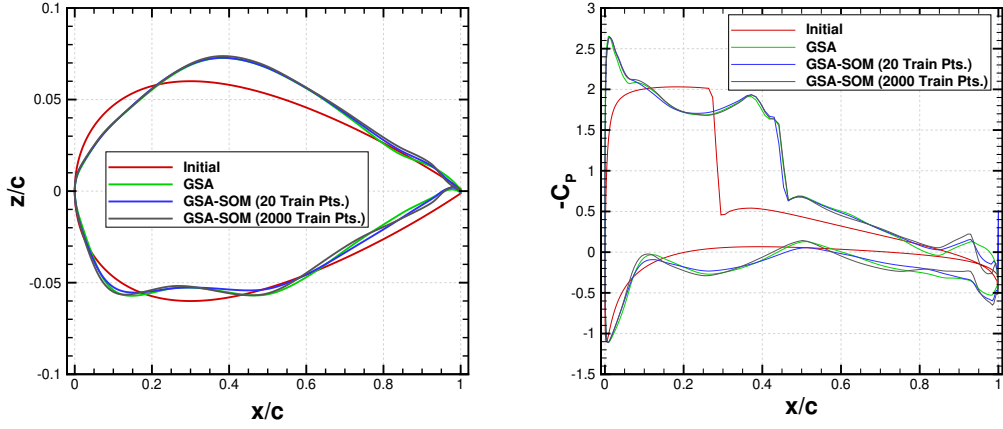 0.1
0.05
0
-0.05
-0.1
z/c
0 0.2 0.4 0.6 0.8 1
x/c
Initial
GSA
GSA-SOM (20 Train Pts.)
GSA-SOM (2000 Train Pts.)
3
2.5
2
1.5
1
0.5
0
-0.5
-1
-1.5
-CP
0 0.2 0.4 0.6 0.8 1
x/c
Initial
GSA
GSA-SOM (20 Train Pts.)
GSA-SOM (2000 Train Pts.)